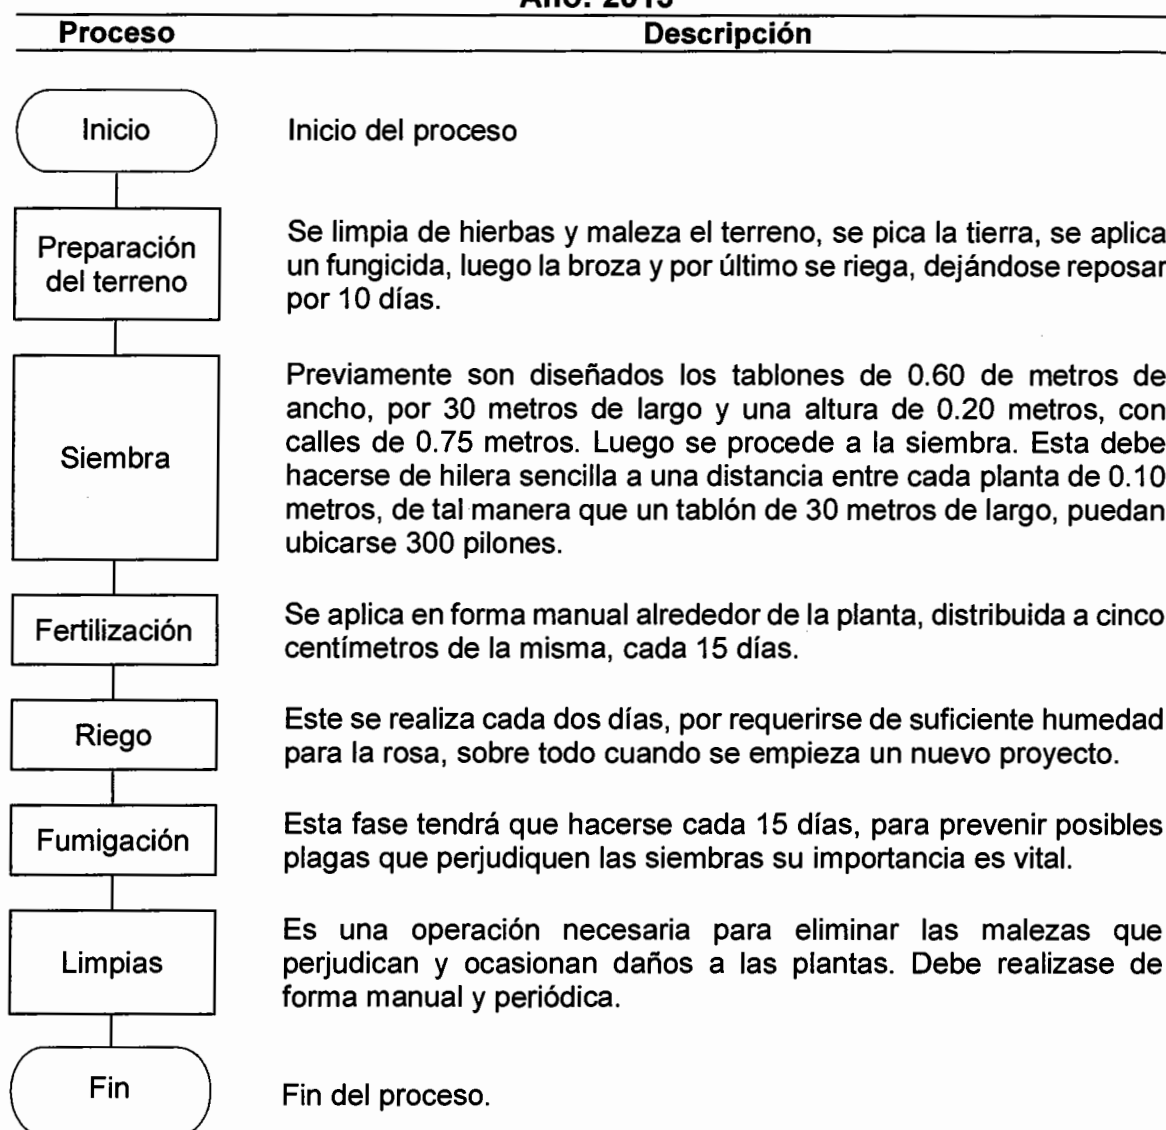 Año: 2013
Proceso Descripción
Inicio Inicio del proceso
Preparación
del terreno
Se limpia de hierbas y maleza el terreno, se pica la tierra, se aplica
un fungicida, luego la broza y por último se riega, dejándose reposar
por 10 días.
Siembra
Previamente son diseñados los tablones de 0.60 de metros de
ancho, por 30 metros de largo y una altura de 0.20 metros, con
calles de 0.75 metros. Luego se procede a la siembra. Esta debe
hacerse de hilera sencilla a una distancia entre cada planta de 0.10
metros, de tal manera que un tablón de 30 metros de largo, puedan
ubicarse 300 pilones.
Fertilización
Se aplica en forma manual alrededor de la planta, distribuida a cinco
centímetros de la misma, cada 15 días.
Riego
Este se realiza cada dos días, por requerirse de suficiente humedad
para la rosa, sobre todo cuando se empieza un nuevo proyecto.
Fumigación
Esta fase tendrá que hacerse cada 15 días, para prevenir posibles
plagas que perjudiquen las siembras su importancia es vital.
Limpias
Es una operación necesaria para eliminar las malezas que
perjudican y ocasionan daños a las plantas. Debe realizase de
forma manual y periódica.
Fin Fin del proceso.